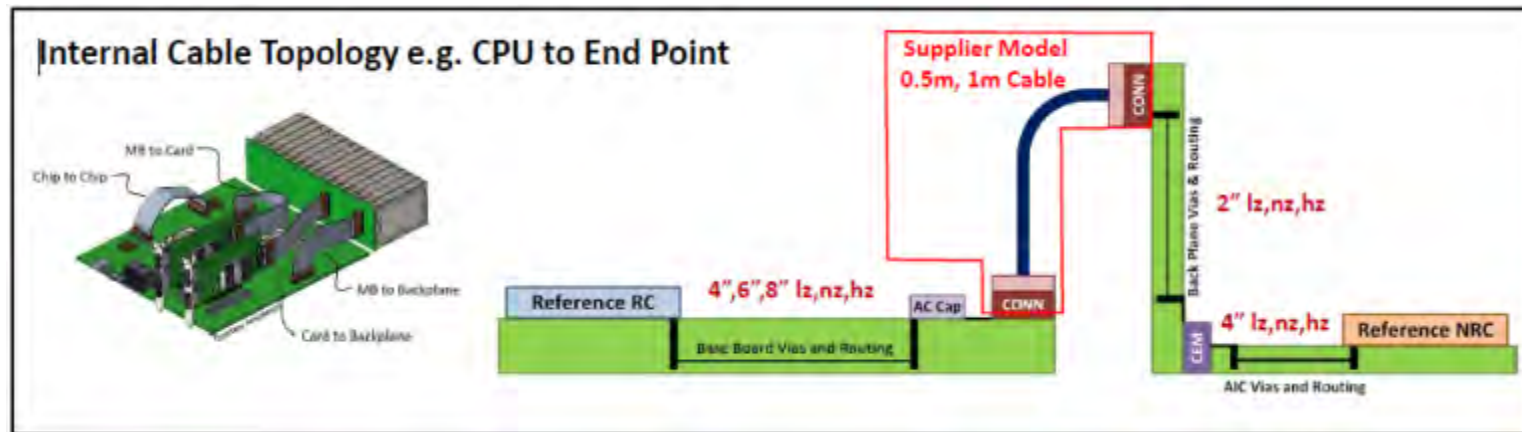 Internal Cable Topology e.g. CPU to End Point
MB to Card
Chip to Chip
MB to Backplane
Card to Backplane
Supplier Model
0.5m, 1m Cable
CONN
Back Plane Vias & Routing
2” lz,nz,hz
Reference RC
4”,6”,8” lz,nz,hz
AC Cap
CONN
Base Board Vias and Routing
4” lz,nz,hz
Reference NRC
CEM
AIC Vias and Routing